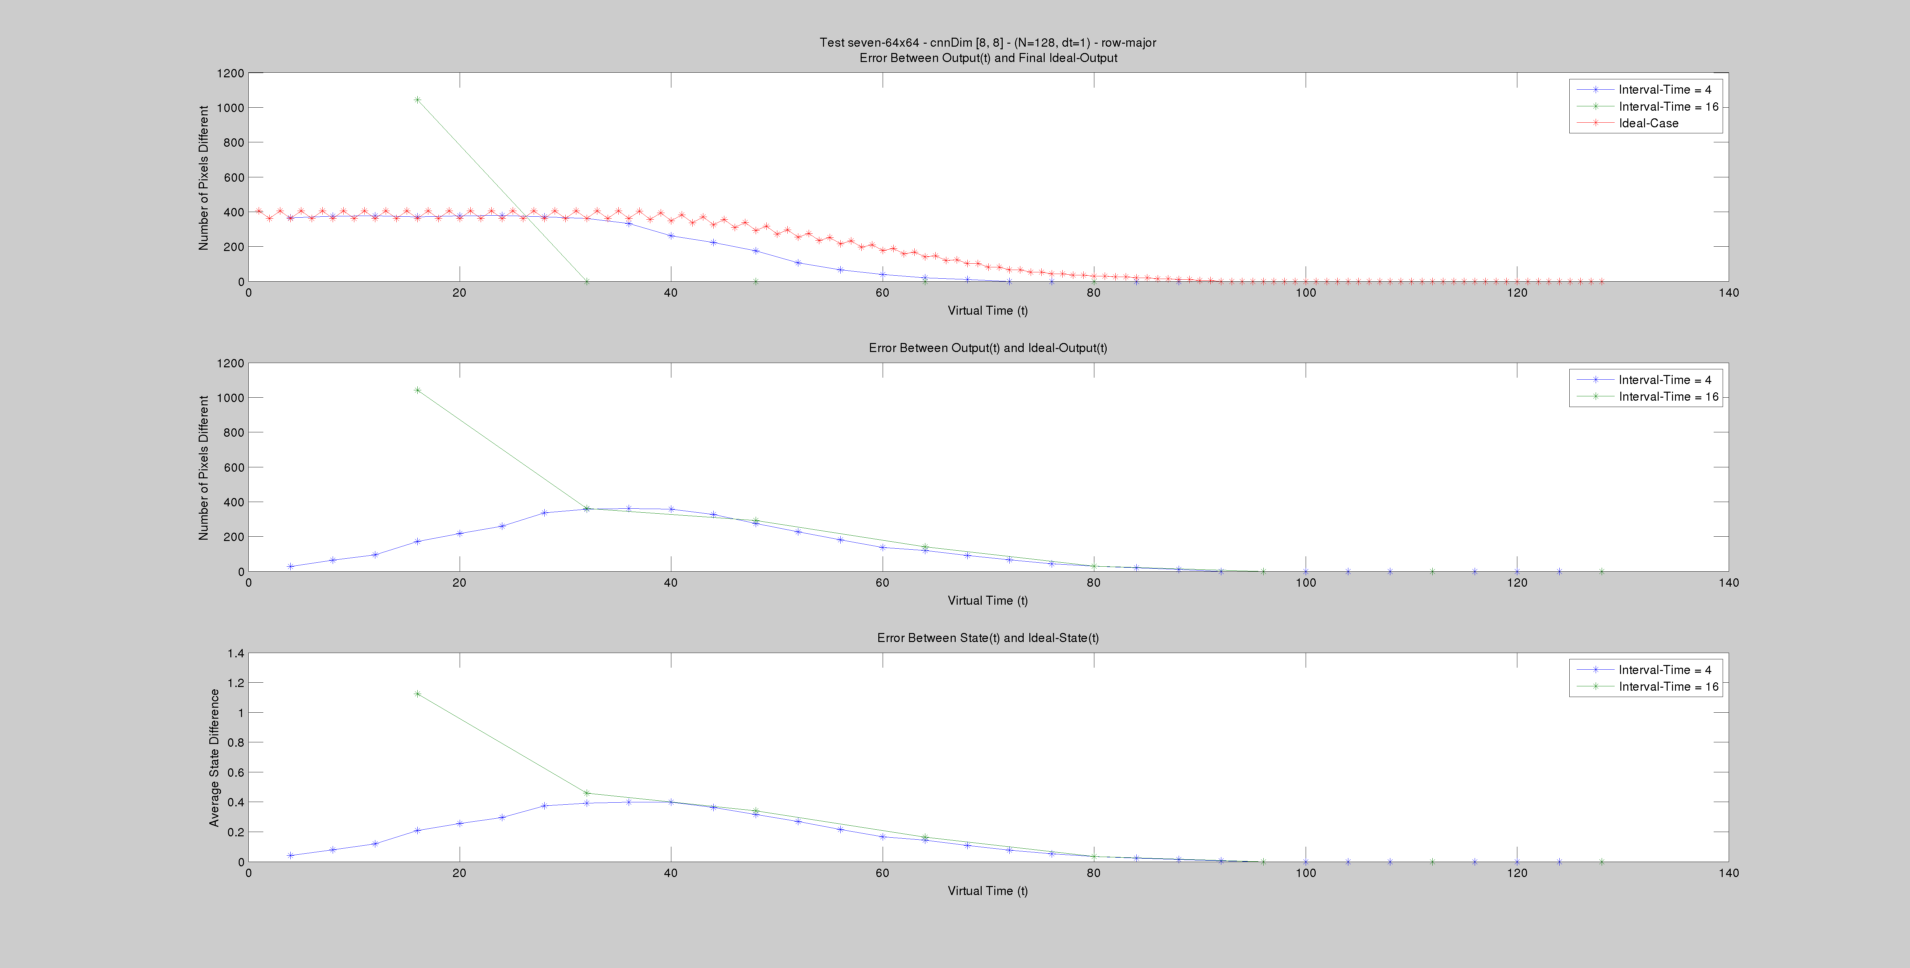 Test seven-64x64 - cnnDim [8, 8] - (N=128, dt=1) - row-major
Error Between Output(t) and Final Ideal-Output
Number of Pixels Different
1200
1000
800
600
400
200
0
0 20 40 60 80 100 120 140
Virtual Time (t)
Interval-Time = 4
Interval-Time = 16
Ideal-Case
Error Between Output(t) and Ideal-Output(t)
Number of Pixels Different
1200
1000
800
600
400
200
0
0 20 40 60 80 100 120 140
Virtual Time (t)
Interval-Time = 4
Interval-Time = 16
Error Between State(t) and Ideal-State(t)
Average State Difference
1.4
1.2
1
0.8
0.6
0.4
0.2
0
0 20 40 60 80 100 120 140
Virtual Time (t)
Interval-Time = 4
Interval-Time = 16